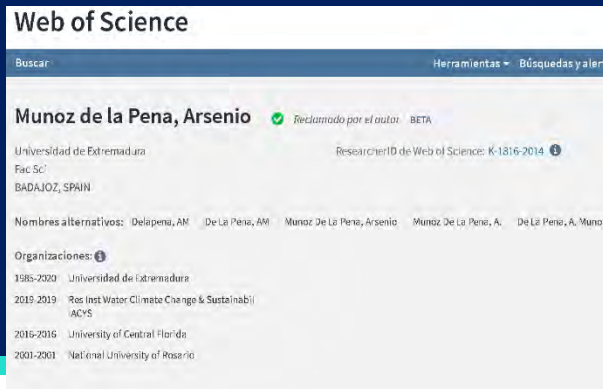 Web of Science
Buscar Herramientas Búsquedas y aler
Munoz de la Pena, Arsenio Reclamado por el autor BETA
Universidad de Extremadura ResearcherID de Web of Science: K-1816-2014
Fac Sci
BADAJOZ, SPAIN
Nombres alternativos: Delapena, AM De La Pena, AM Munoz De La Pena, Arsenio Munoz De La Pena, A. De La Pena, A. Muno
Organizaciones:
1985-2020 Universidad de Extremadura
2019-2019 Res Inst Water Climate Change & Sustainabil
ACYS
2016-2016 University of Central Florida
2001-2001 National University of Rosario